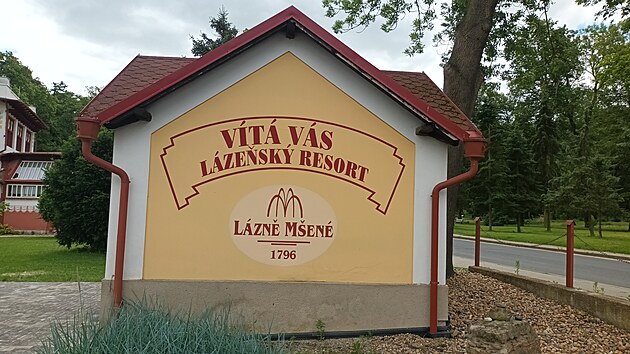 VÍTÁ VÁS
LÁZEŇSKÝ RESORT
LÁZNĚ MŠENÉ
1796